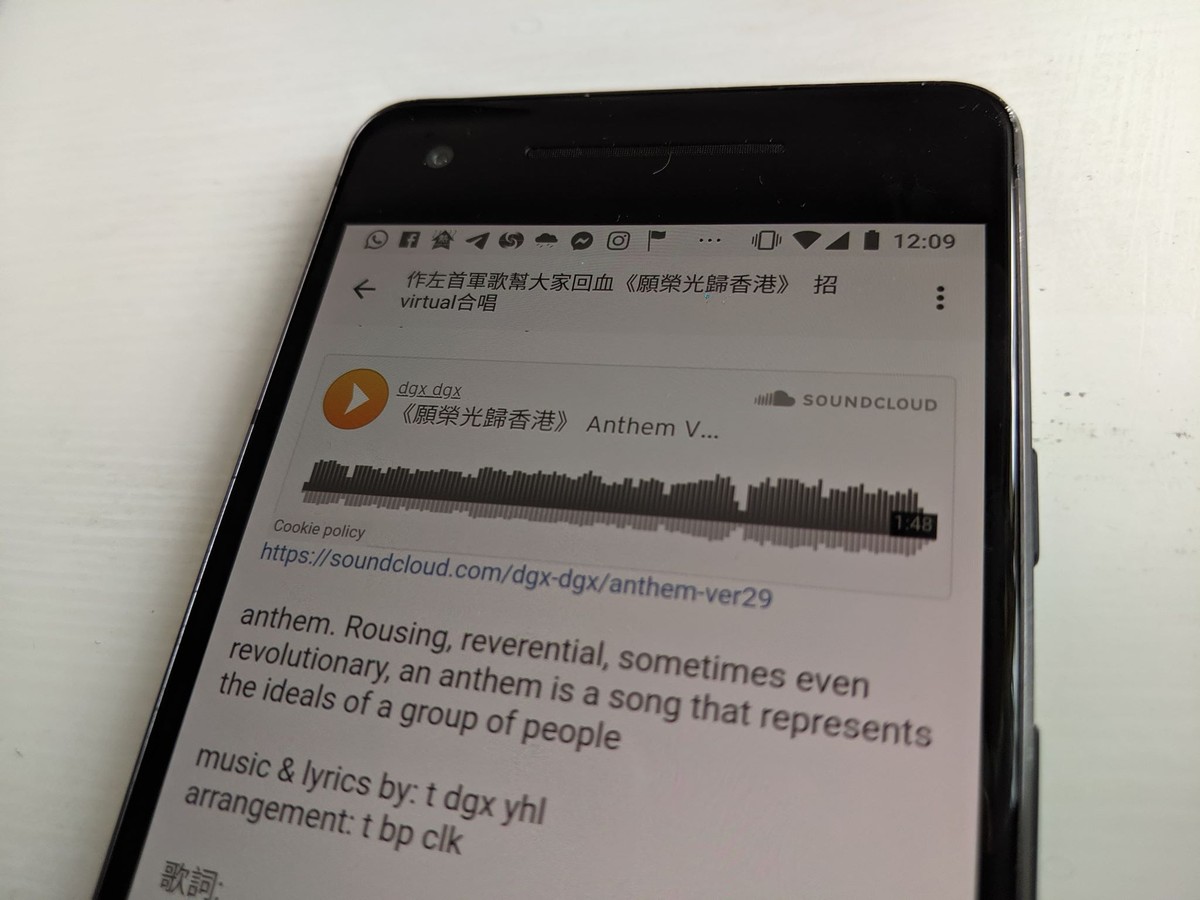 12:09
作左首軍歌幫大家回血《願榮光歸香港》 招
virtual合唱
dgx dgx
SOUNDCLOUD
《願榮光歸香港》 Anthem V...
1:48
Cookie policy
https://soundcloud.com/dgx-dgx/anthem-ver29
anthem. Rousing, reverential, sometimes even
revolutionary, an anthem is a song that represents
the ideals of a group of people
music & lyrics by: t dgx yhl
arrangement: t bp clk
歌詞: